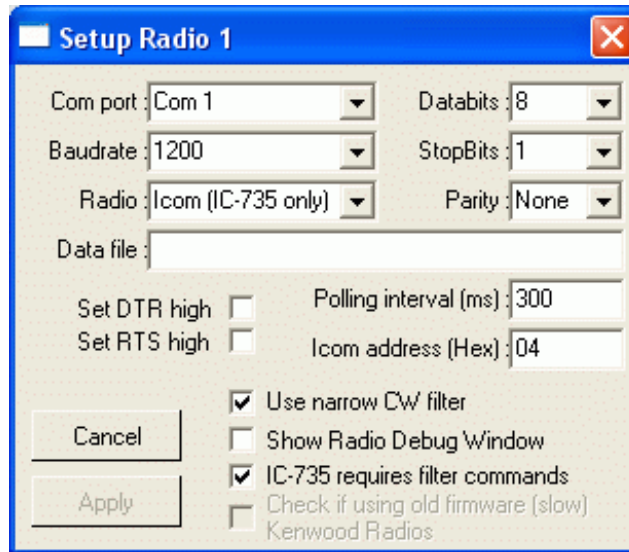 Setup Radio 1
Com port : Com 1 Databits : 8
Baudrate : 1200 StopBits : 1
Radio : Icom (IC-735 only) Parity : None
Data file :
Set DTR high Polling interval (ms) : 300
Set RTS high Icom address (Hex) : 04
Use narrow CW filter
Cancel Show Radio Debug Window
IC-735 requires filter commands
Apply Check if using old firmware (slow)
Kenwood Radios